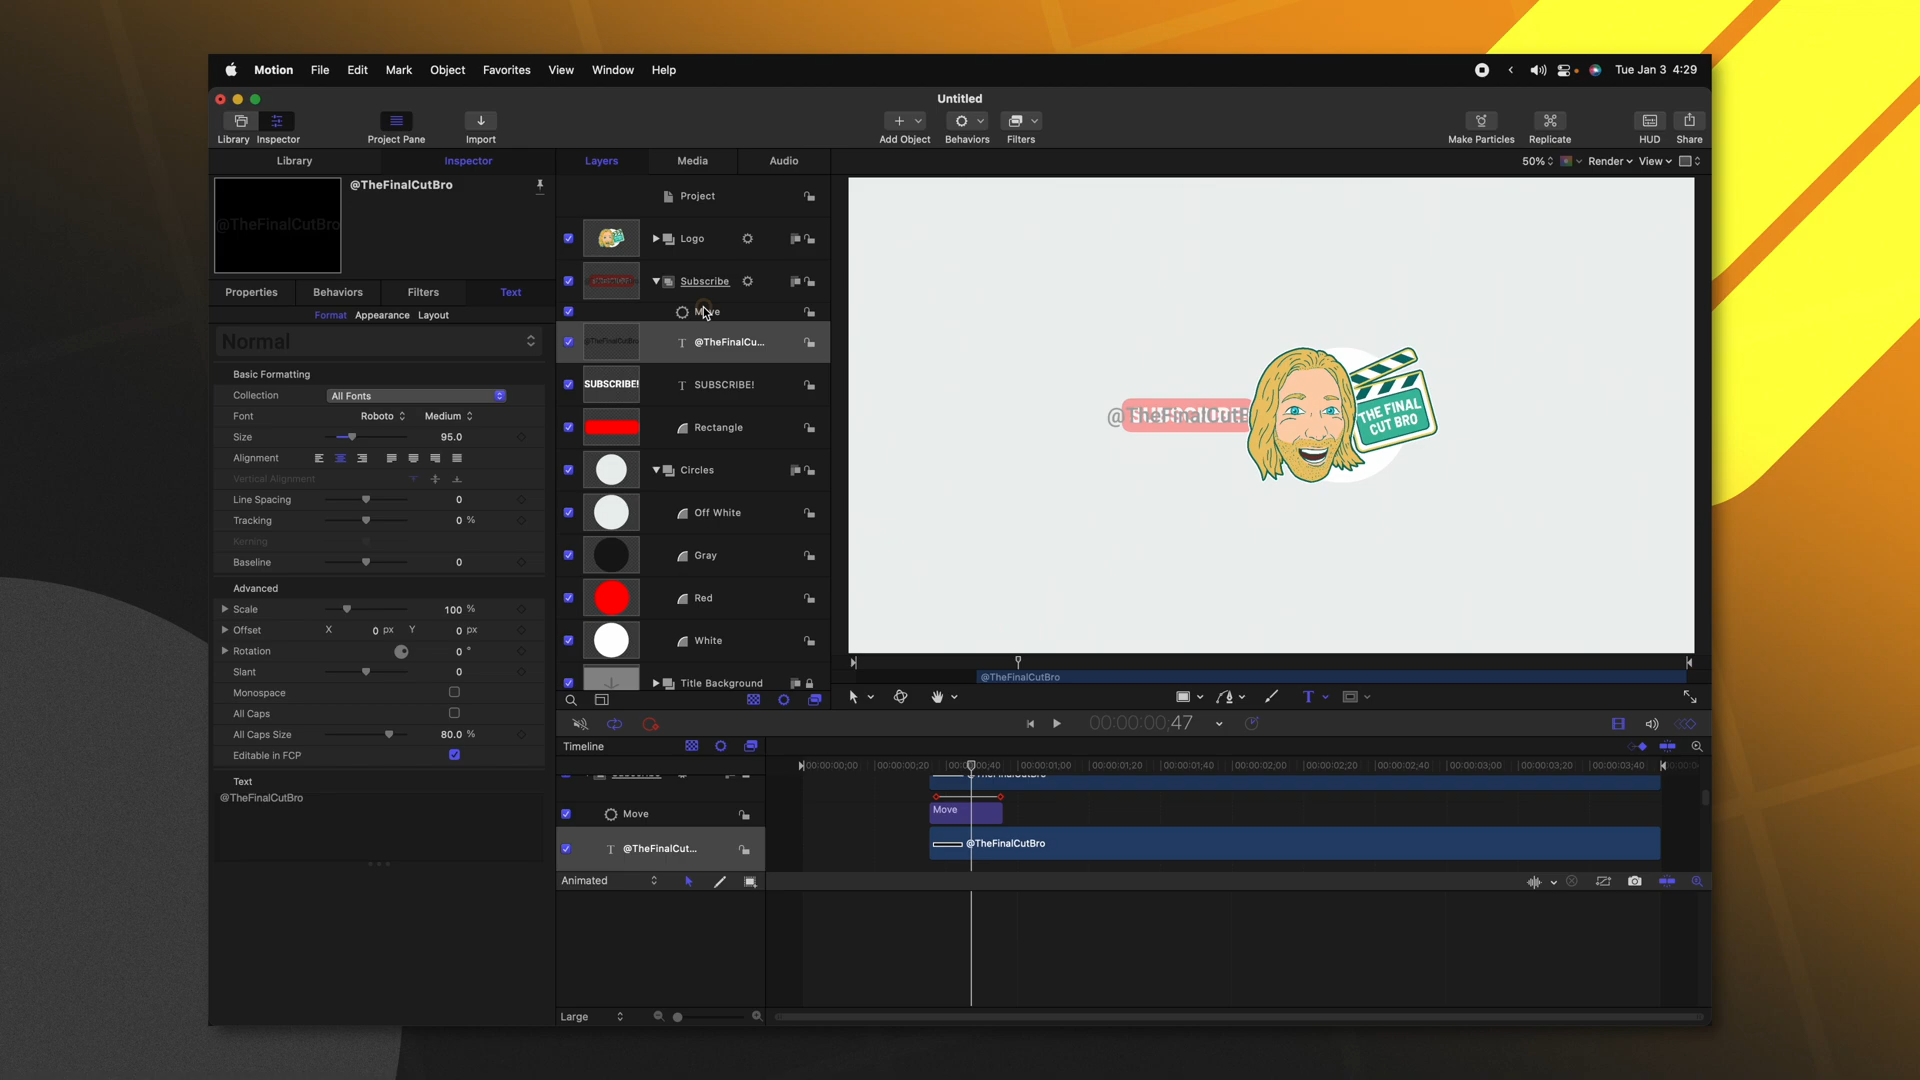 Motion File Edit Mark Object Favorites View Window Help
Tue Jan 3 4:29
Untitled
Library Inspector Project Pane Import
Add Object Behaviors Filters
Make Particles Replicate HUD Share
Library Inspector
Layers Media Audio
50% Render View
@TheFinalCutBro
@TheFinalCutBro
Properties Behaviors Filters Text
Format Appearance Layout
Normal
Basic Formatting
Collection All Fonts
Font Roboto Medium
Size 95.0
Alignment
Vertical Alignment
Line Spacing 0
Tracking 0 %
Kerning
Baseline 0
Advanced
Scale 100 %
Offset X 0 px Y 0 px
Rotation 0 °
Slant 0
Monospace
All Caps
All Caps Size 80.0 %
Editable in FCP
Text
@TheFinalCutBro
Project
Logo
Subscribe
Move
@TheFinalCutBro @TheFinalCu...
SUBSCRIBE! SUBSCRIBE!
Rectangle
Circles
Off White
Gray
Red
White
Title Background
THE FINAL
CUT BRO
@TheFinalCutBro
00:00:00;47
Timeline
00:00:00;00 00:00:00;20 00:00:00;40 00:00:01;00 00:00:01;20 00:00:01;40 00:00:02;00 00:00:02;20 00:00:02;40 00:00:03;00 00:00:03;20 00:00:03;40
Move Move
@TheFinalCut... @TheFinalCutBro
Animated
Large